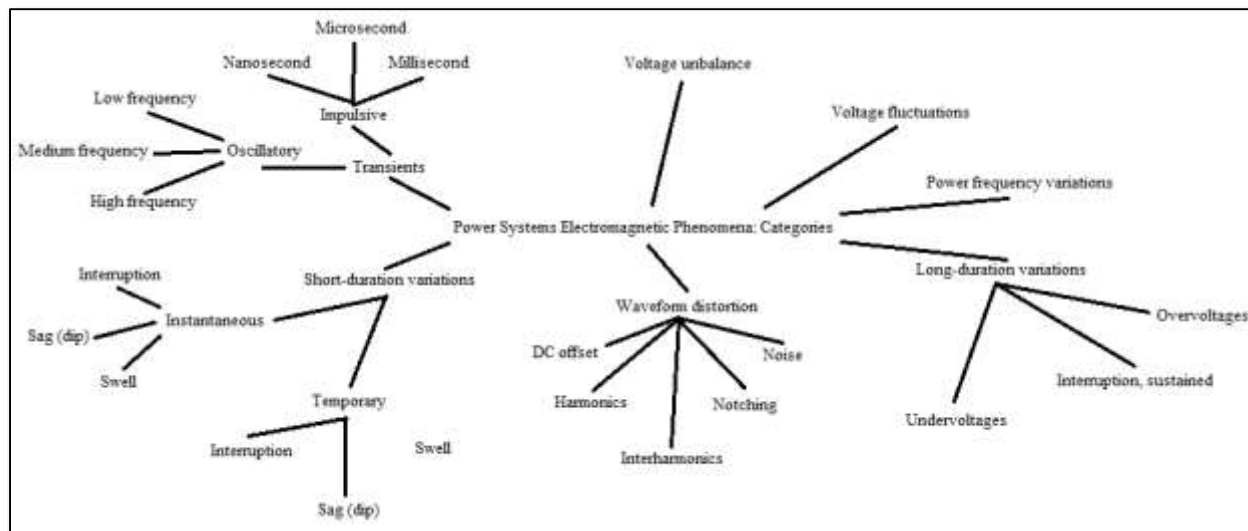 Microsecond
Nanosecond
Millisecond
Voltage unbalance
Low frequency
Impulsive
Voltage fluctuations
Medium frequency
Oscillatory
Transients
Power frequency variations
High frequency
Power Systems Electromagnetic Phenomena: Categories
Interruption
Short-duration variations
Long-duration variations
Instantaneous
Waveform distortion
Overvoltages
Sag (dip)
DC offset
Noise
Swell
Interruption, sustained
Temporary
Harmonics
Notching
Undervoltages
Interruption
Swell
Interharmonics
Sag (dip)